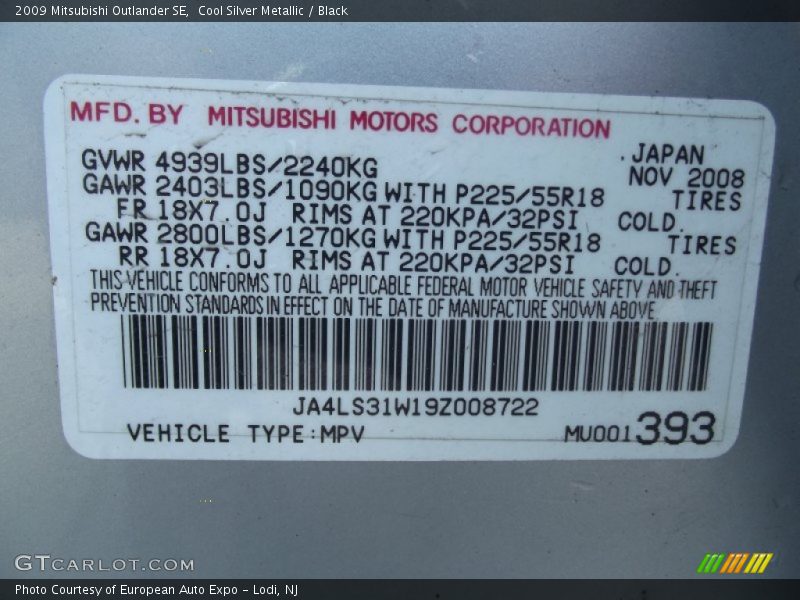 2009 Mitsubishi Outlander SE,  Cool Silver Metallic / Black
MFD. BY MITSUBISHI MOTORS CORPORATION
GVWR 4939LBS/2240KG .JAPAN
NOV 2008
GAWR 2403LBS/1090KG WITH P225/55R18 TIRES
FR 18X7.0J RIMS AT 220KPA/32PSI COLD.
GAWR 2800LBS/1270KG WITH P225/55R18 TIRES
RR 18X7.0J RIMS AT 220KPA/32PSI COLD.
THIS VEHICLE CONFORMS TO ALL APPLICABLE FEDERAL MOTOR VEHICLE SAFETY AND THEFT
PREVENTION STANDARDS IN EFFECT ON THE DATE OF MANUFACTURE SHOWN ABOVE.
JA4LS31W19Z008722
VEHICLE TYPE:MPV MU001393
GTCARLOT.COM
Photo Courtesy of European Auto Expo - Lodi, NJ